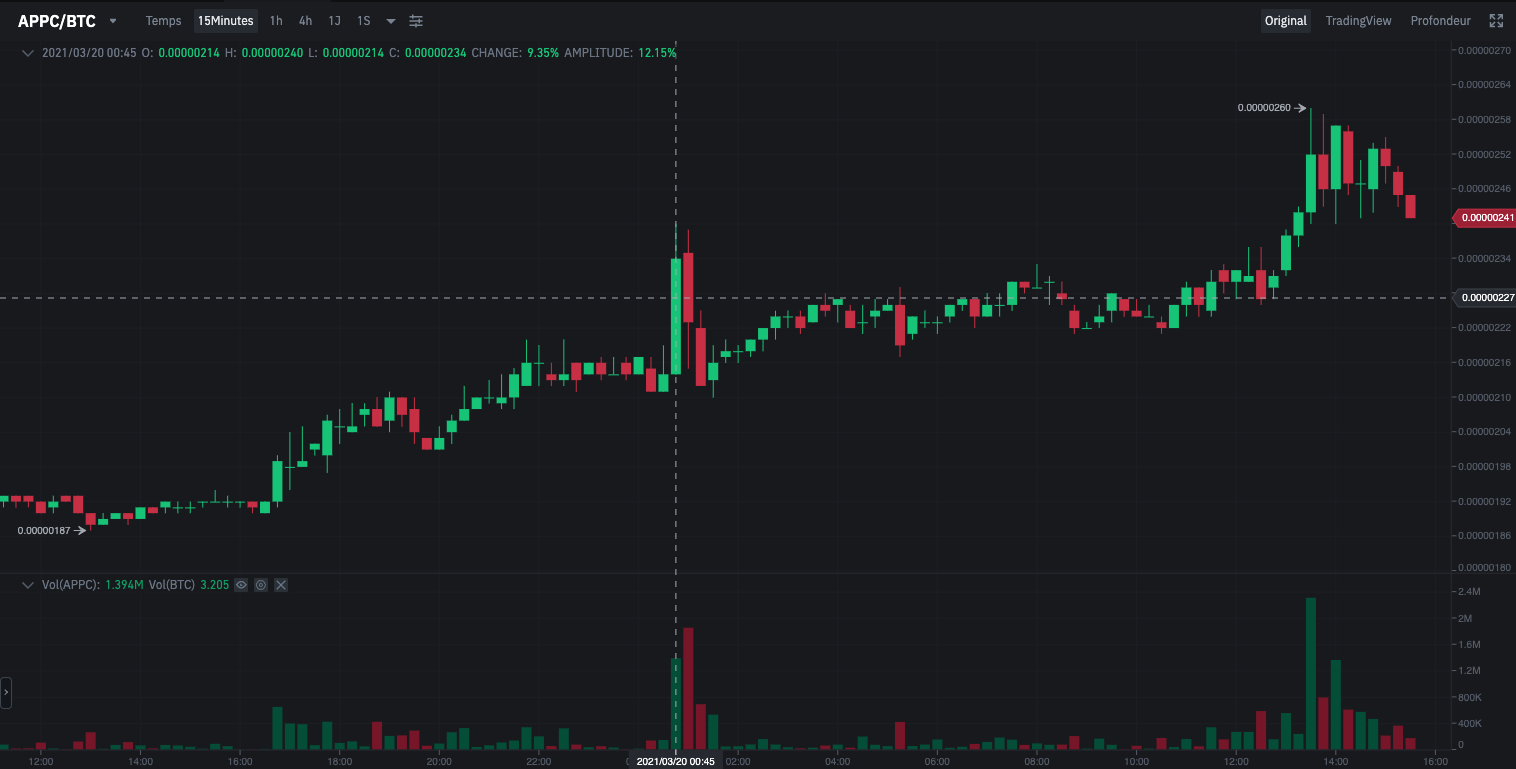 APPC/BTC Temps 15Minutes 1h 4h 1J 1S Original TradingView Profondeur
2021/03/20 00:45 O: 0.00000214 H: 0.00000240 L: 0.00000214 C: 0.00000234 CHANGE: 9.35% AMPLITUDE: 12.15%
0.00000270
0.00000264
0.00000260
0.00000258
0.00000252
0.00000246
0.00000241
0.00000234
0.00000227
0.00000222
0.00000216
0.00000210
0.00000204
0.00000198
0.00000192
0.00000187
0.00000186
0.00000180
Vol(APPC): 1.394M Vol(BTC) 3.205
2.4M
2M
1.6M
1.2M
800K
400K
0
12:00 14:00 16:00 18:00 20:00 22:00 2021/03/20 00:45 02:00 04:00 06:00 08:00 10:00 12:00 14:00 16:00